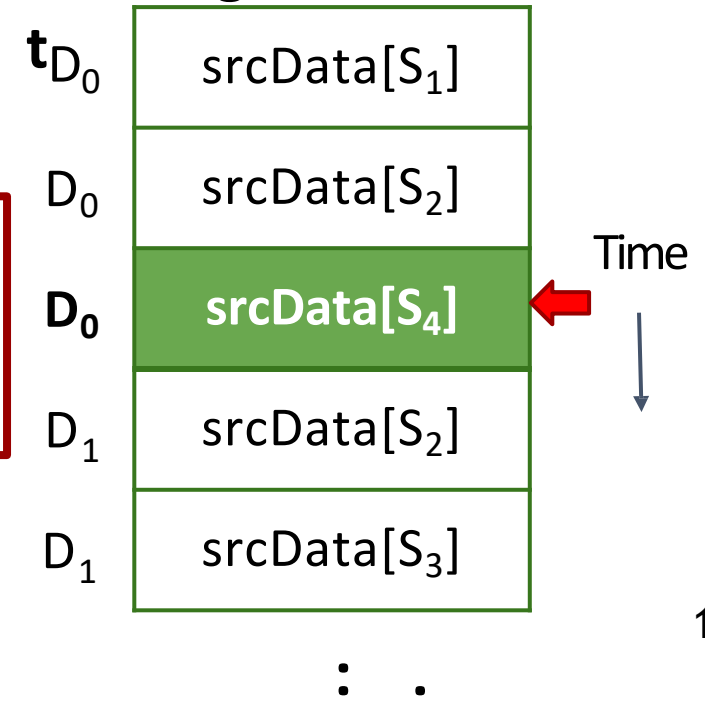 tD₀ srcData[S₁]
D₀ srcData[S₂]
Time
D₀ srcData[S₄]
D₁ srcData[S₂]
D₁ srcData[S₃]
: .